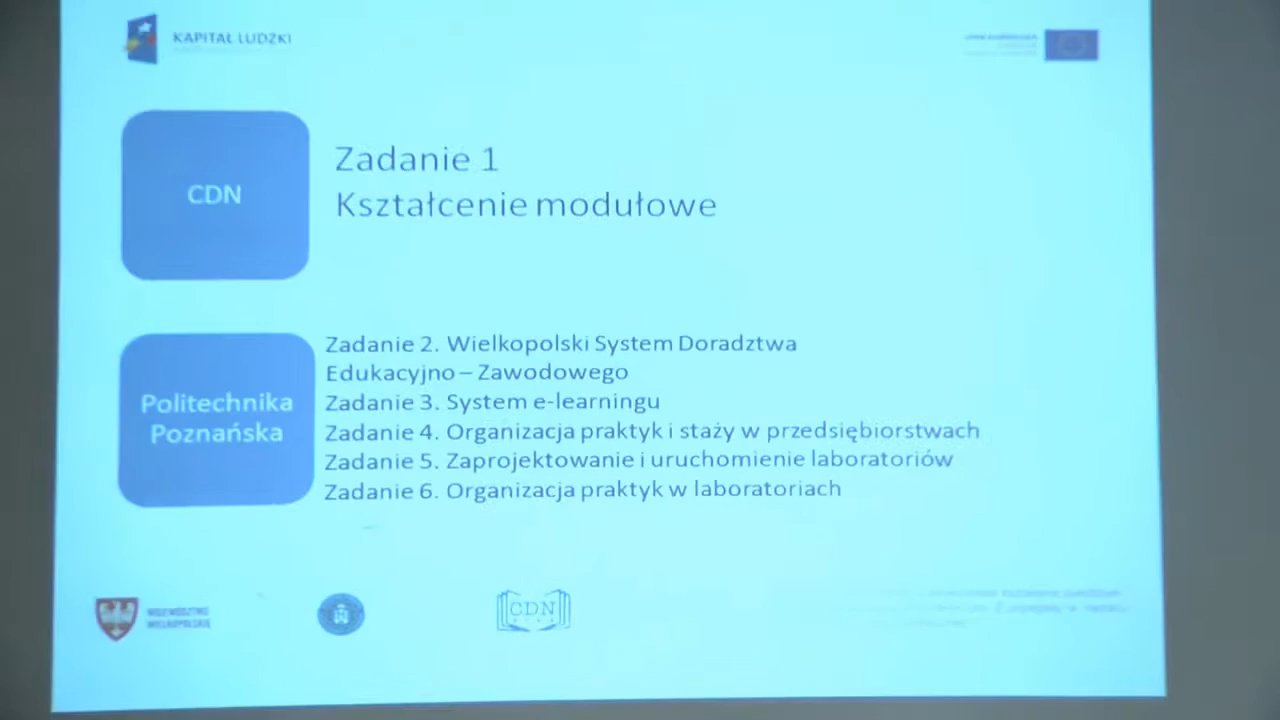 KAPITAŁ LUDZKI
CDN
Zadanie 1
Kształcenie modułowe
Politechnika
Poznańska
Zadanie 2. Wielkopolski System Doradztwa
Edukacyjno – Zawodowego
Zadanie 3. System e-learningu
Zadanie 4. Organizacja praktyk i staży w przedsiębiorstwach
Zadanie 5. Zaprojektowanie i uruchomienie laboratoriów
Zadanie 6. Organizacja praktyk w laboratoriach
WOJEWÓDZTWO
WIELKOPOLSKIE
CDN